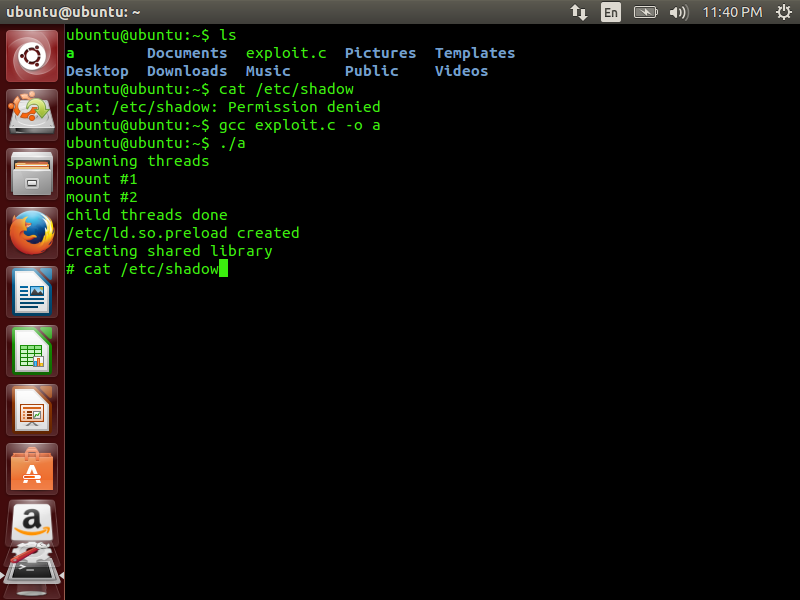 ubuntu@ubuntu: ~ En 11:40 PM
ubuntu@ubuntu:~$ ls
a Documents exploit.c Pictures Templates
Desktop Downloads Music Public Videos
ubuntu@ubuntu:~$ cat /etc/shadow
cat: /etc/shadow: Permission denied
ubuntu@ubuntu:~$ gcc exploit.c -o a
ubuntu@ubuntu:~$ ./a
spawning threads
mount #1
mount #2
child threads done
/etc/ld.so.preload created
creating shared library
# cat /etc/shadow